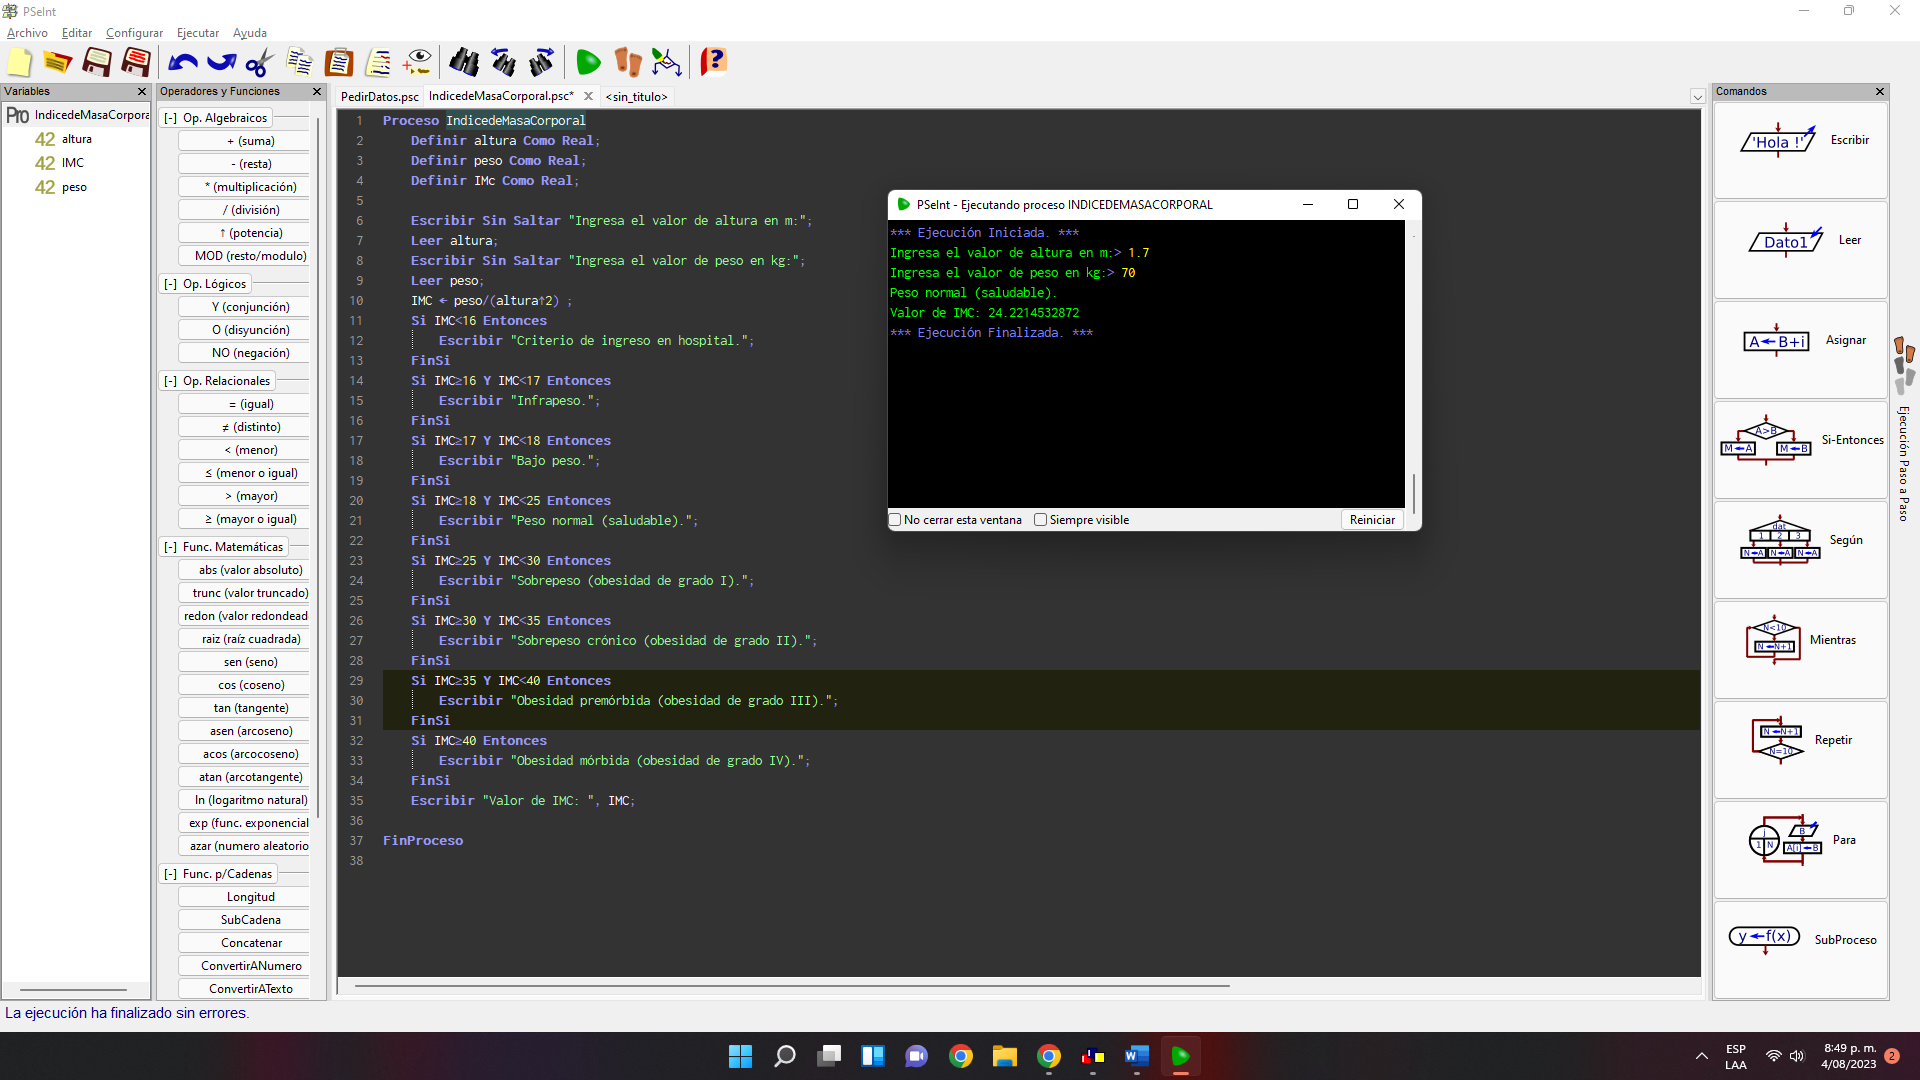 PSeInt
Archivo Editar Configurar Ejecutar Ayuda
Variables
IndicedeMasaCorpora
42 altura
42 IMC
42 peso
Operadores y Funciones
[-] Op. Algebraicos
+ (suma)
- (resta)
* (multiplicación)
/ (división)
↑ (potencia)
MOD (resto/modulo)
[-] Op. Lógicos
Y (conjunción)
O (disyunción)
NO (negación)
[-] Op. Relacionales
= (igual)
≠ (distinto)
< (menor)
≤ (menor o igual)
> (mayor)
≥ (mayor o igual)
[-] Func. Matemáticas
abs (valor absoluto)
trunc (valor truncado)
redon (valor redondead
raiz (raíz cuadrada)
sen (seno)
cos (coseno)
tan (tangente)
asen (arcoseno)
acos (arcocoseno)
atan (arcotangente)
ln (logaritmo natural)
exp (func. exponencial
azar (numero aleatorio
[-] Func. p/Cadenas
Longitud
SubCadena
Concatenar
ConvertirANumero
ConvertirATexto
PedirDatos.psc IndicedeMasaCorporal.psc* <sin_titulo>
1 Proceso IndicedeMasaCorporal
2 Definir altura Como Real;
3 Definir peso Como Real;
4 Definir IMc Como Real;
5
6 Escribir Sin Saltar "Ingresa el valor de altura en m:";
7 Leer altura;
8 Escribir Sin Saltar "Ingresa el valor de peso en kg:";
9 Leer peso;
10 IMC ← peso/(altura↑2) ;
11 Si IMC<16 Entonces
12 Escribir "Criterio de ingreso en hospital.";
13 FinSi
14 Si IMC≥16 Y IMC<17 Entonces
15 Escribir "Infrapeso.";
16 FinSi
17 Si IMC≥17 Y IMC<18 Entonces
18 Escribir "Bajo peso.";
19 FinSi
20 Si IMC≥18 Y IMC<25 Entonces
21 Escribir "Peso normal (saludable).";
22 FinSi
23 Si IMC≥25 Y IMC<30 Entonces
24 Escribir "Sobrepeso (obesidad de grado I).";
25 FinSi
26 Si IMC≥30 Y IMC<35 Entonces
27 Escribir "Sobrepeso crónico (obesidad de grado II).";
28 FinSi
29 Si IMC≥35 Y IMC<40 Entonces
30 Escribir "Obesidad premórbida (obesidad de grado III).";
31 FinSi
32 Si IMC≥40 Entonces
33 Escribir "Obesidad mórbida (obesidad de grado IV).";
34 FinSi
35 Escribir "Valor de IMC: ", IMC;
36
37 FinProceso
38
PSeInt - Ejecutando proceso INDICEDEMASACORPORAL
*** Ejecución Iniciada. ***
Ingresa el valor de altura en m:> 1.7
Ingresa el valor de peso en kg:> 70
Peso normal (saludable).
Valor de IMC: 24.2214532872
*** Ejecución Finalizada. ***
No cerrar esta ventana Siempre visible Reiniciar
Comandos
'Hola !' Escribir
Dato1 Leer
A←B+i Asignar
A>B
M←A M←B
Si-Entonces
dat
1 2 3
N←A N←A N←A
Según
N<10
N←N+1
Mientras
N←N+1
N=10
Repetir
i
1 N
B
A[i]←B
Para
y←f(x) SubProceso
Ejecución Paso a Paso
La ejecución ha finalizado sin errores.
ESP
LAA
8:49 p. m.
4/08/2023
2